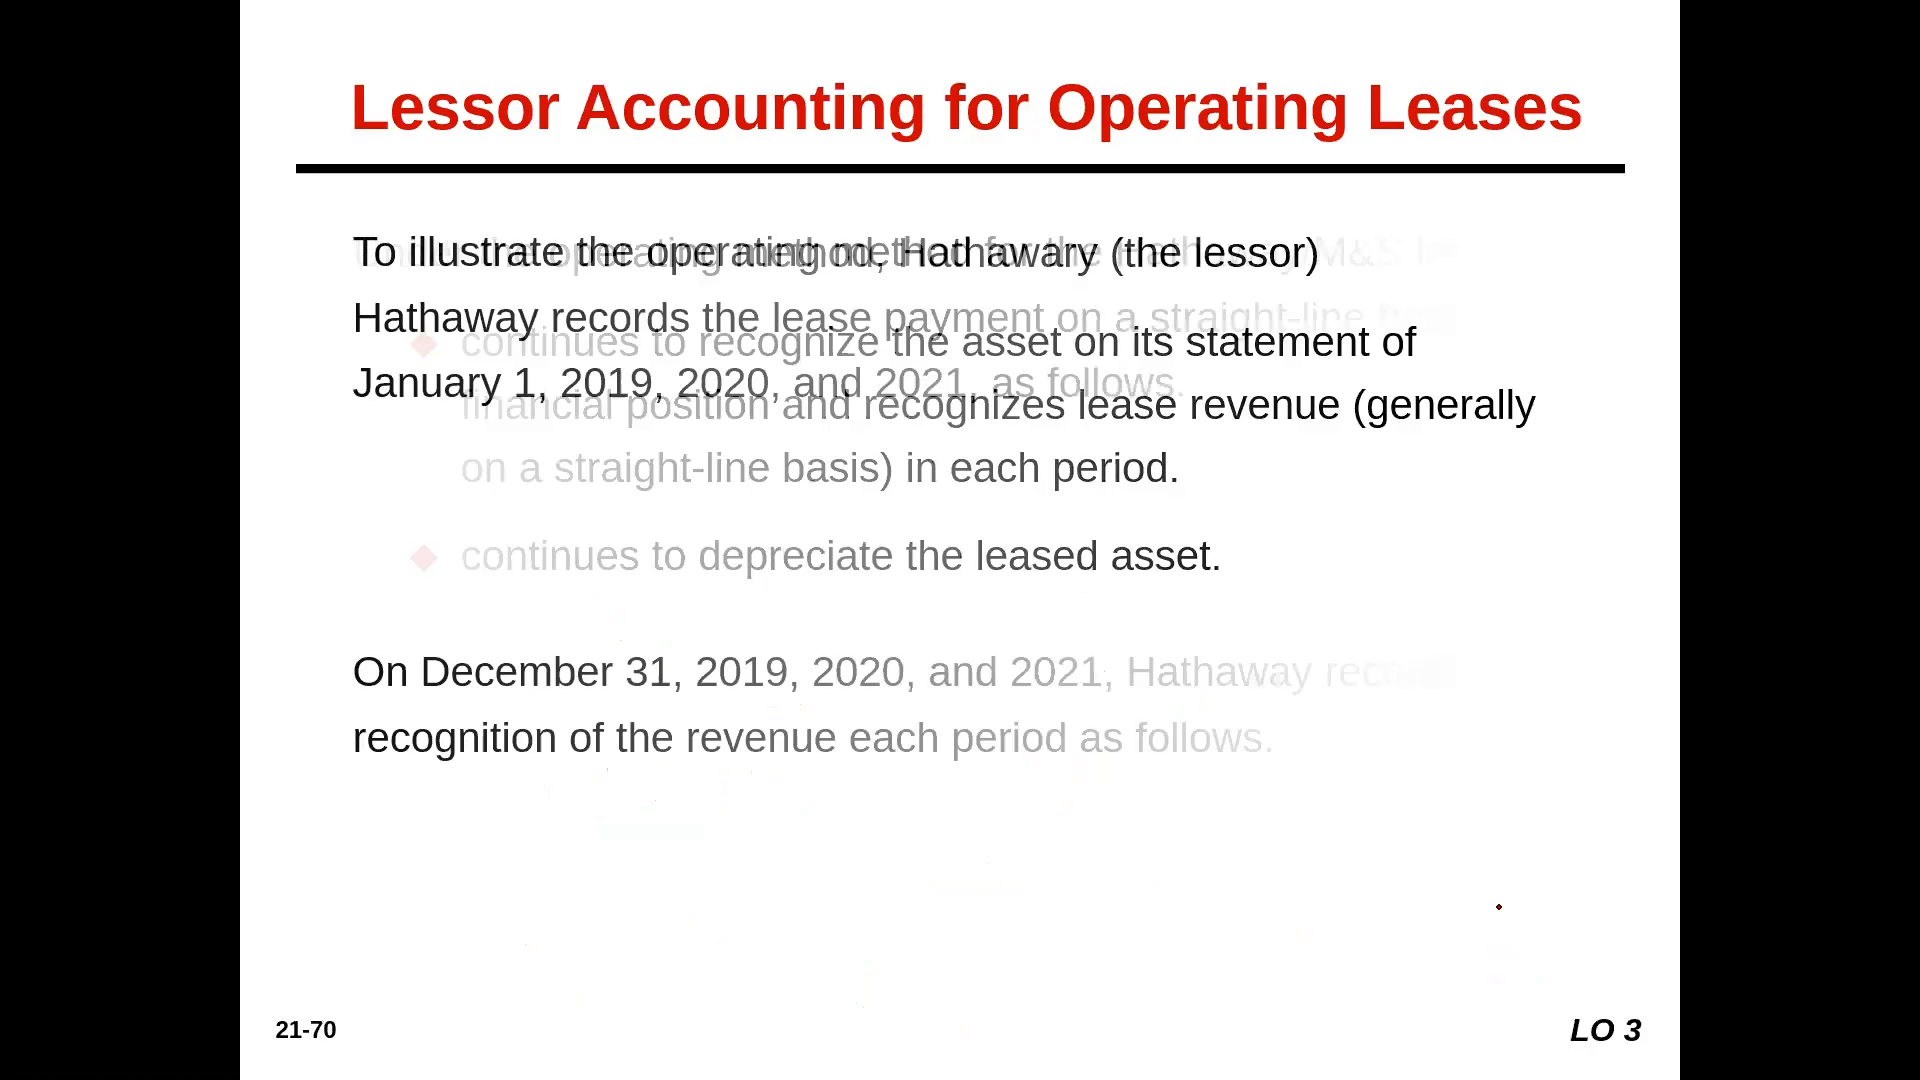 Lessor Accounting for Operating Leases
To illustrate the operating method, Hathaway (the lessor)
operating method for the M&S
Hathaway records the lease payment on a straight-line
continues to recognize the asset on its statement of
January 1, 2019, 2020, and 2021, as follows.
financial position and recognizes lease revenue (generally
on a straight-line basis) in each period.
continues to depreciate the leased asset.
On December 31, 2019, 2020, and 2021, Hathaway
recognition of the revenue each period as follows.
21-70
LO 3